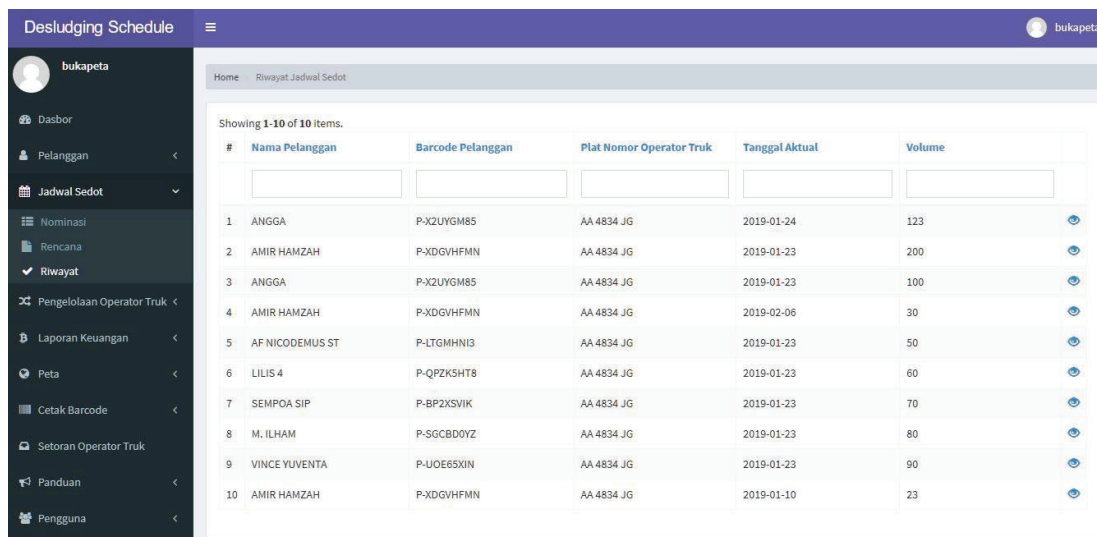 Desludging Schedule
bukapeta
bukapeta
Dasbor
Pelanggan
Jadwal Sedot
Nominasi
Rencana
Riwayat
Pengelolaan Operator Truk
Laporan Keuangan
Peta
Cetak Barcode
Setoran Operator Truk
Panduan
Pengguna
Home Riwayat Jadwal Sedot
Showing 1-10 of 10 items.
# Nama Pelanggan Barcode Pelanggan Plat Nomor Operator Truk Tanggal Aktual Volume
1 ANGGA P-X2UYGM85 AA 4834 JG 2019-01-24 123
2 AMIR HAMZAH P-XDGVHFMN AA 4834 JG 2019-01-23 200
3 ANGGA P-X2UYGM85 AA 4834 JG 2019-01-23 100
4 AMIR HAMZAH P-XDGVHFMN AA 4834 JG 2019-02-06 30
5 AF NICODEMUS ST P-LTGMHNI3 AA 4834 JG 2019-01-23 50
6 LILIS 4 P-QPZK5HT8 AA 4834 JG 2019-01-23 60
7 SEMPOA SIP P-BP2XSVIK AA 4834 JG 2019-01-23 70
8 M. ILHAM P-SGCBD0YZ AA 4834 JG 2019-01-23 80
9 VINCE YUVENTA P-UOE65XIN AA 4834 JG 2019-01-23 90
10 AMIR HAMZAH P-XDGVHFMN AA 4834 JG 2019-01-10 23